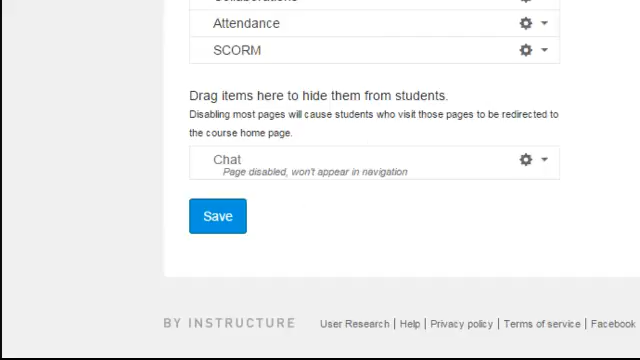 Collaborations
Attendance
SCORM
Drag items here to hide them from students.
Disabling most pages will cause students who visit those pages to be redirected to
the course home page.
Chat
Page disabled, won't appear in navigation
Save
BY INSTRUCTURE User Research | Help | Privacy policy | Terms of service | Facebook